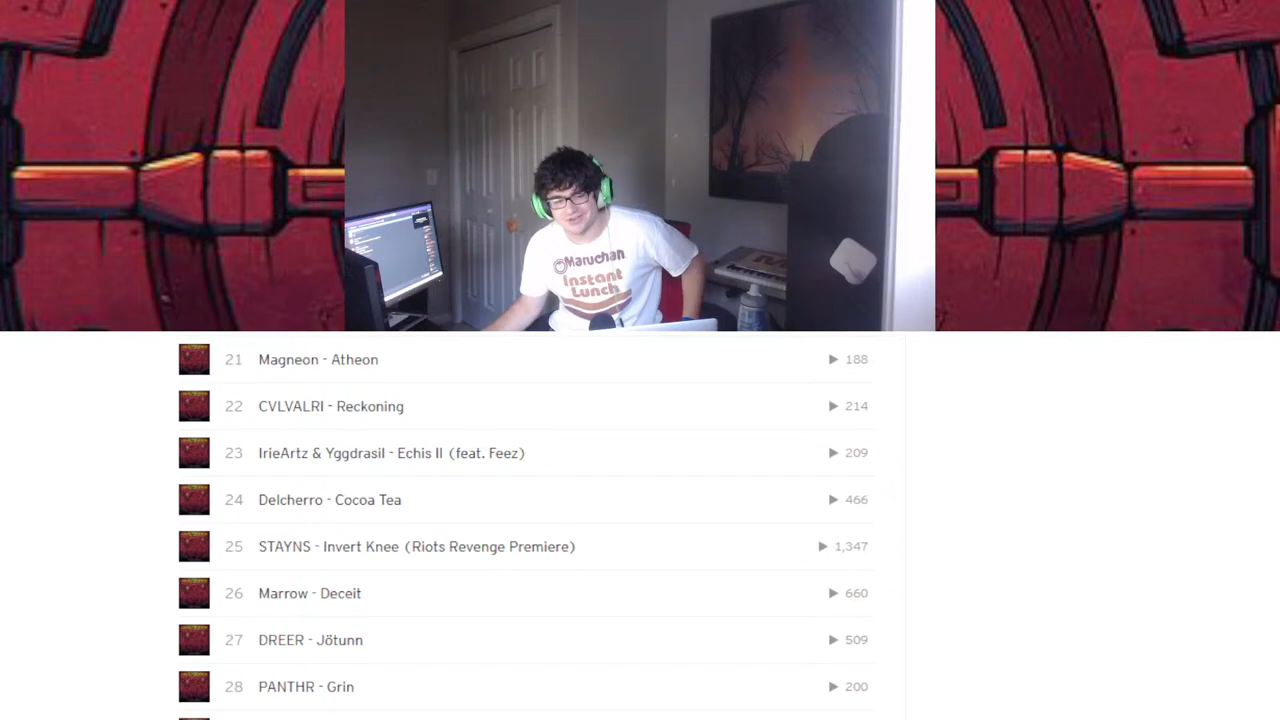 Maruchan
Instant
Lunch
21 Magneon - Atheon 188
22 CVLVALRI - Reckoning 214
23 IrieArtz & Yggdrasil - Echis II (feat. Feez) 209
24 Delcherro - Cocoa Tea 466
25 STAYNS - Invert Knee (Riots Revenge Premiere) 1,347
26 Marrow - Deceit 660
27 DREER - Jötunn 509
28 PANTHR - Grin 200